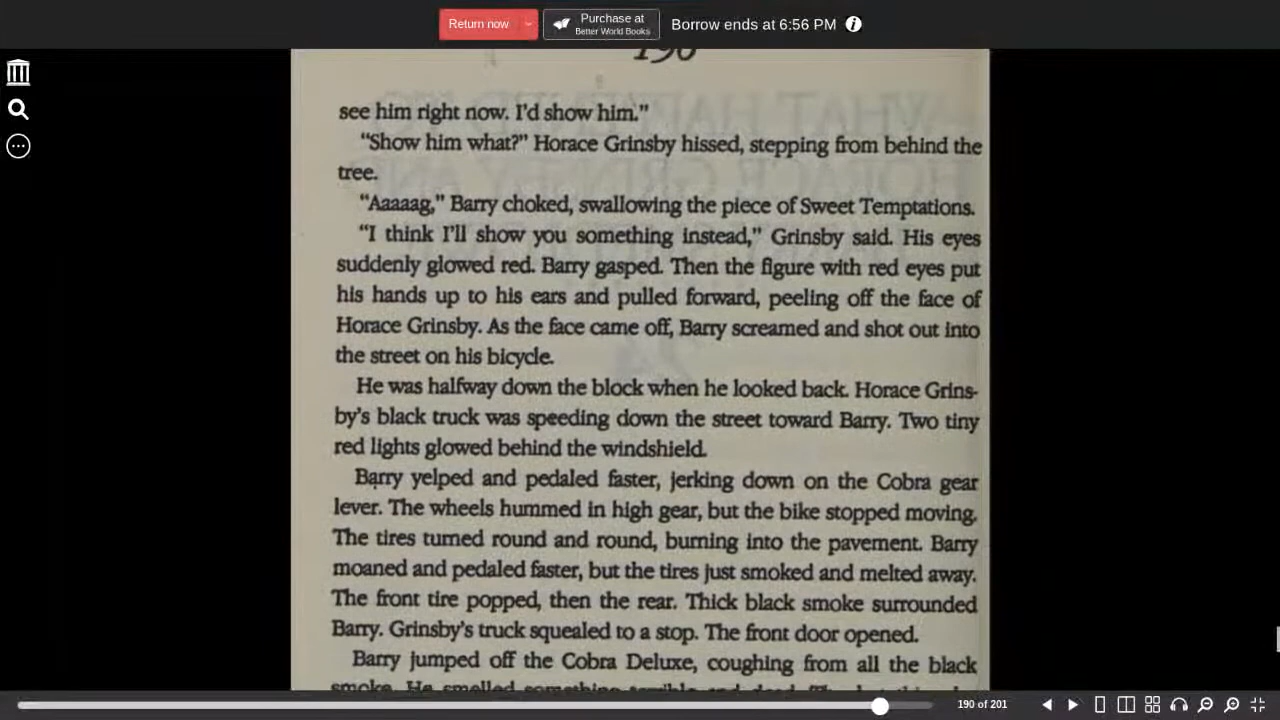 Return now
Purchase at
Better World Books
Borrow ends at 6:56 PM
190
see him right now. I'd show him."
"Show him what?" Horace Grinsby hissed, stepping from behind the
tree.
"Aaaaag," Barry choked, swallowing the piece of Sweet Temptations.
"I think I'll show you something instead," Grinsby said. His eyes
suddenly glowed red. Barry gasped. Then the figure with red eyes put
his hands up to his ears and pulled forward, peeling off the face of
Horace Grinsby. As the face came off, Barry screamed and shot out into
the street on his bicycle.
He was halfway down the block when he looked back. Horace Grins-
by's black truck was speeding down the street toward Barry. Two tiny
red lights glowed behind the windshield.
Barry yelped and pedaled faster, jerking down on the Cobra gear
lever. The wheels hummed in high gear, but the bike stopped moving.
The tires turned round and round, burning into the pavement. Barry
moaned and pedaled faster, but the tires just smoked and melted away.
The front tire popped, then the rear. Thick black smoke surrounded
Barry. Grinsby's truck squealed to a stop. The front door opened.
Barry jumped off the Cobra Deluxe, coughing from all the black
smoke. He smelled something terrible and dead.
190 of 201